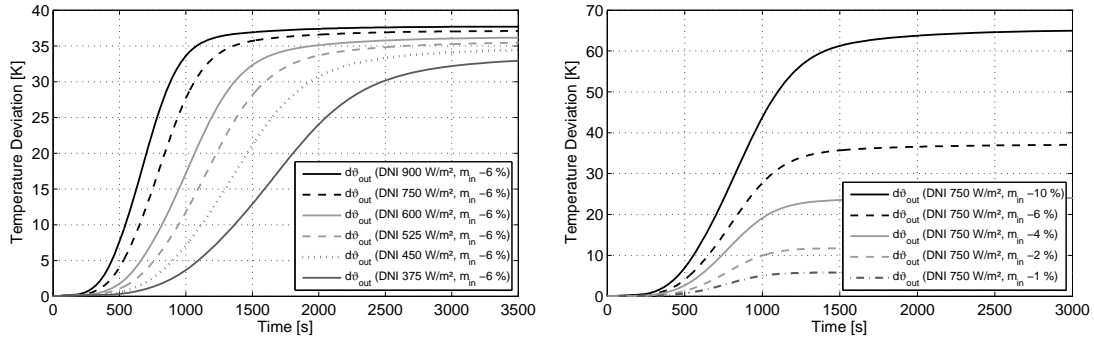 40
35
30
25
20
15
10
5
0
Temperature Deviation [K]
dϑout (DNI 900 W/m², min −6 %)
dϑout (DNI 750 W/m², min −6 %)
dϑout (DNI 600 W/m², min −6 %)
dϑout (DNI 525 W/m², min −6 %)
dϑout (DNI 450 W/m², min −6 %)
dϑout (DNI 375 W/m², min −6 %)
0 500 1000 1500 2000 2500 3000 3500
Time [s]
70
60
50
40
30
20
10
0
Temperature Deviation [K]
dϑout (DNI 750 W/m², min −10 %)
dϑout (DNI 750 W/m², min −6 %)
dϑout (DNI 750 W/m², min −4 %)
dϑout (DNI 750 W/m², min −2 %)
dϑout (DNI 750 W/m², min −1 %)
0 500 1000 1500 2000 2500 3000
Time [s]